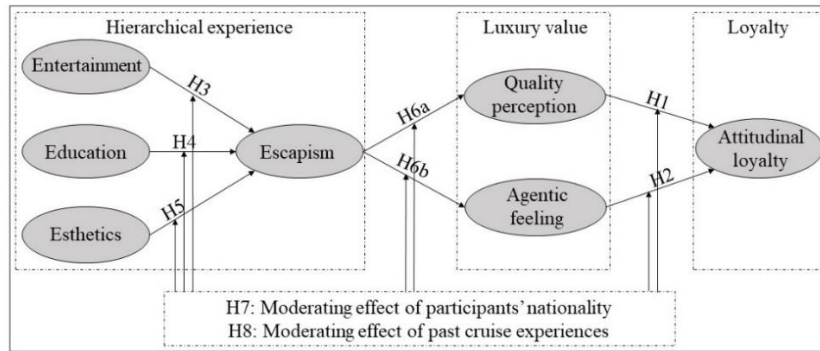 Hierarchical experience
Luxury value
Loyalty
Entertainment
Education
Esthetics
H3
H4
H5
Escapism
H6a
H6b
Quality
perception
Agentic
feeling
H1
H2
Attitudinal
loyalty
H7: Moderating effect of participants' nationality
H8: Moderating effect of past cruise experiences